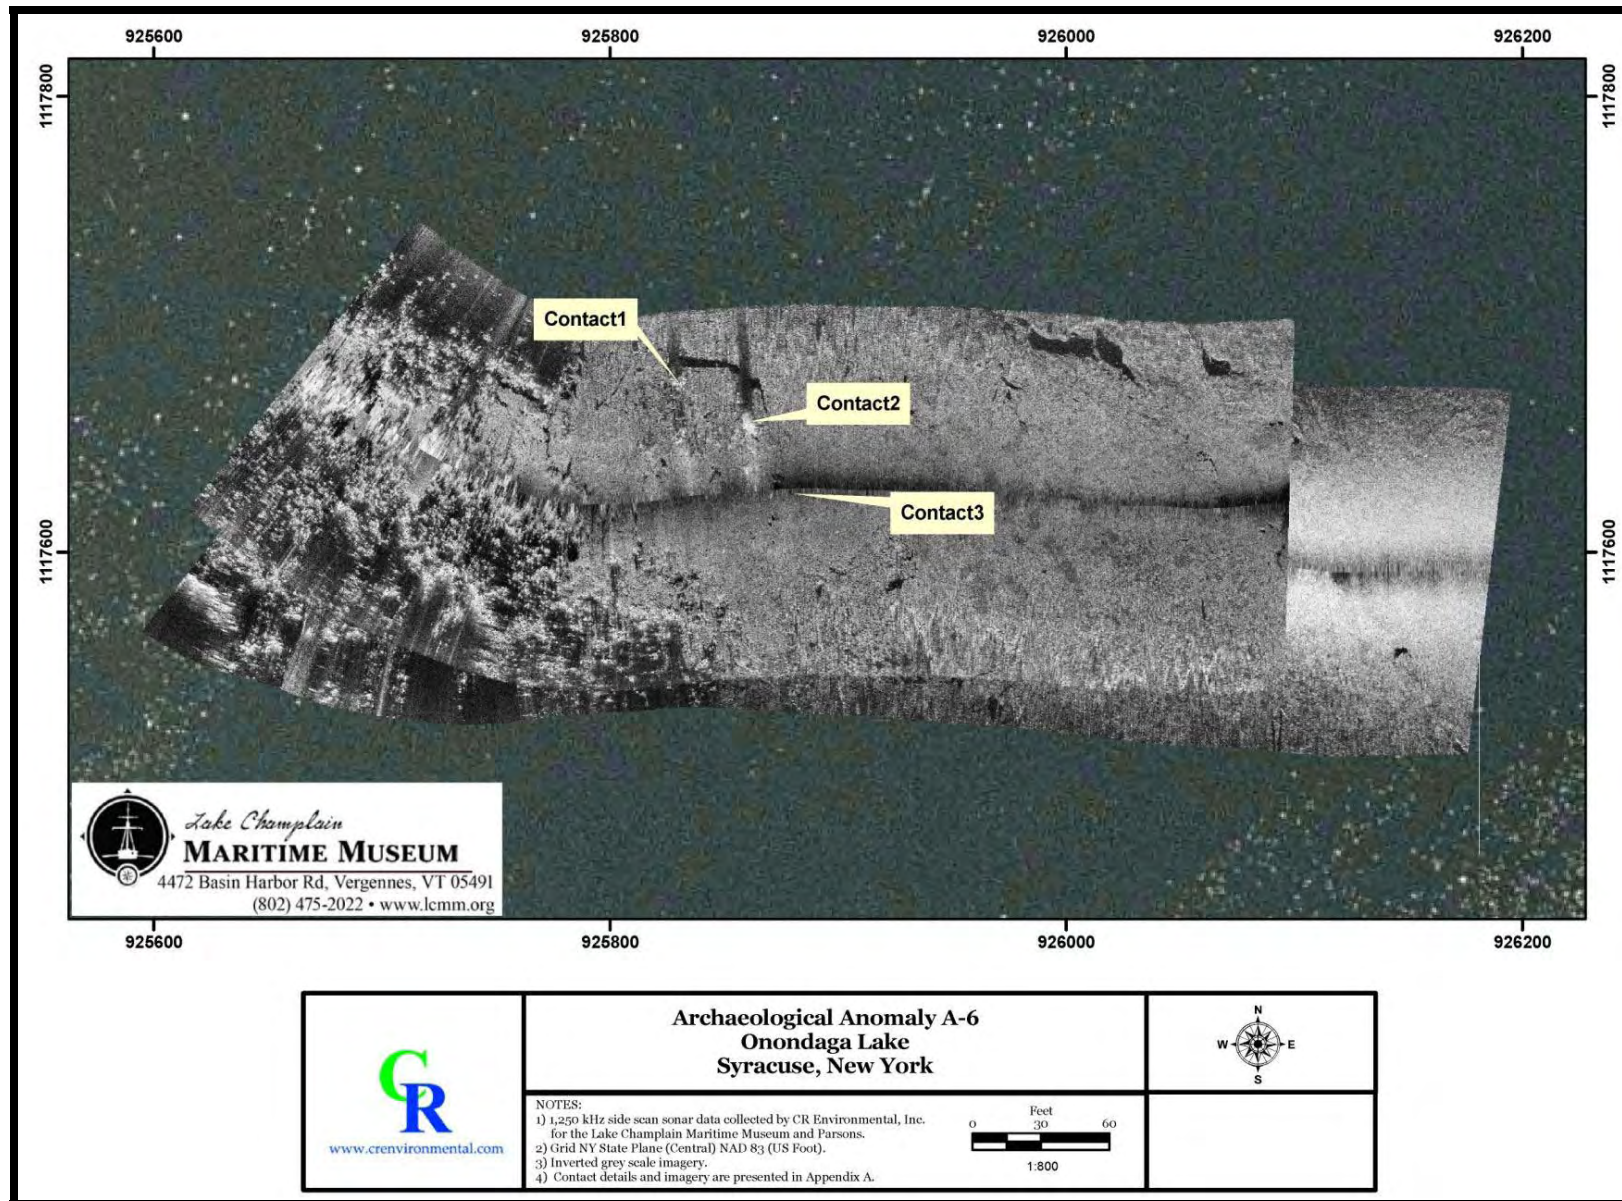 925600
925800
926000
926200
1117800
1117800
Contact1
Contact2
Contact3
1117600
1117600
Lake Champlain
MARITIME MUSEUM
4472 Basin Harbor Rd, Vergennes, VT 05491
(802) 475-2022 • www.lcmm.org
925600
925800
926000
926200
CR
www.crenvironmental.com
Archaeological Anomaly A-6
Onondaga Lake
Syracuse, New York
NOTES:
1) 1,250 kHz side scan sonar data collected by CR Environmental, Inc.
for the Lake Champlain Maritime Museum and Parsons.
2) Grid NY State Plane (Central) NAD 83 (US Foot).
3) Inverted grey scale imagery.
4) Contact details and imagery are presented in Appendix A.
Feet
0 30 60
1:800
N
W E
S